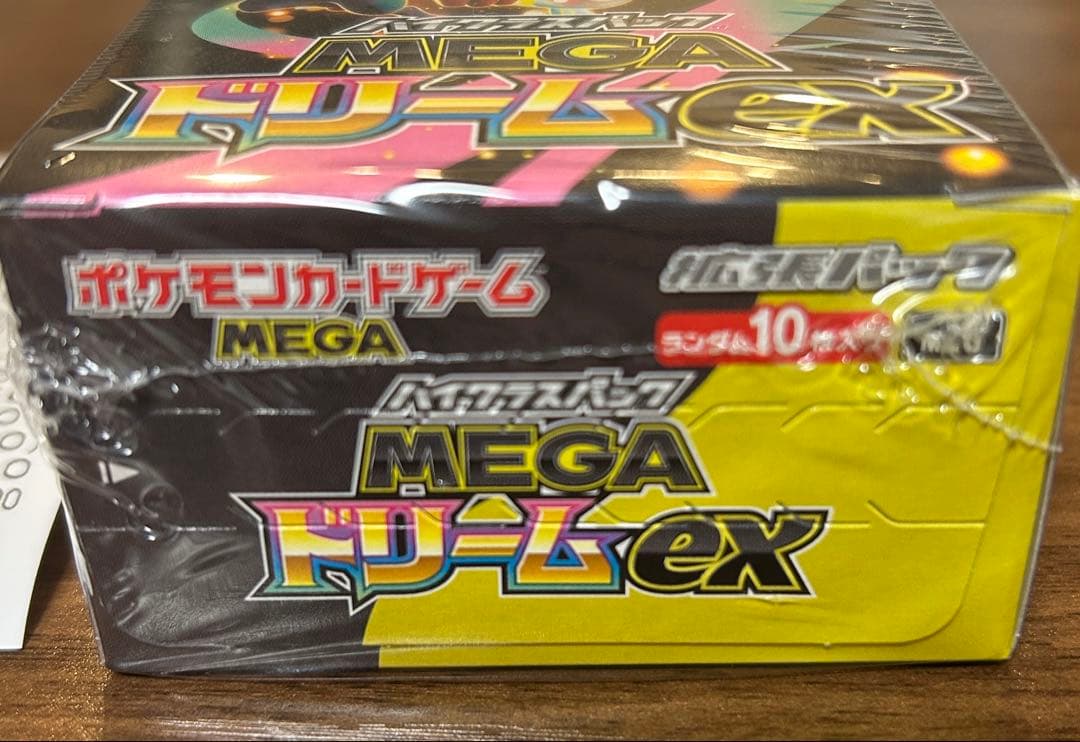 ハイクラスパック
MEGA
ドリームex
ポケモンカードゲーム
MEGA
拡張パック
ランダム10枚入り
ハイクラスパック
MEGA
ドリームex